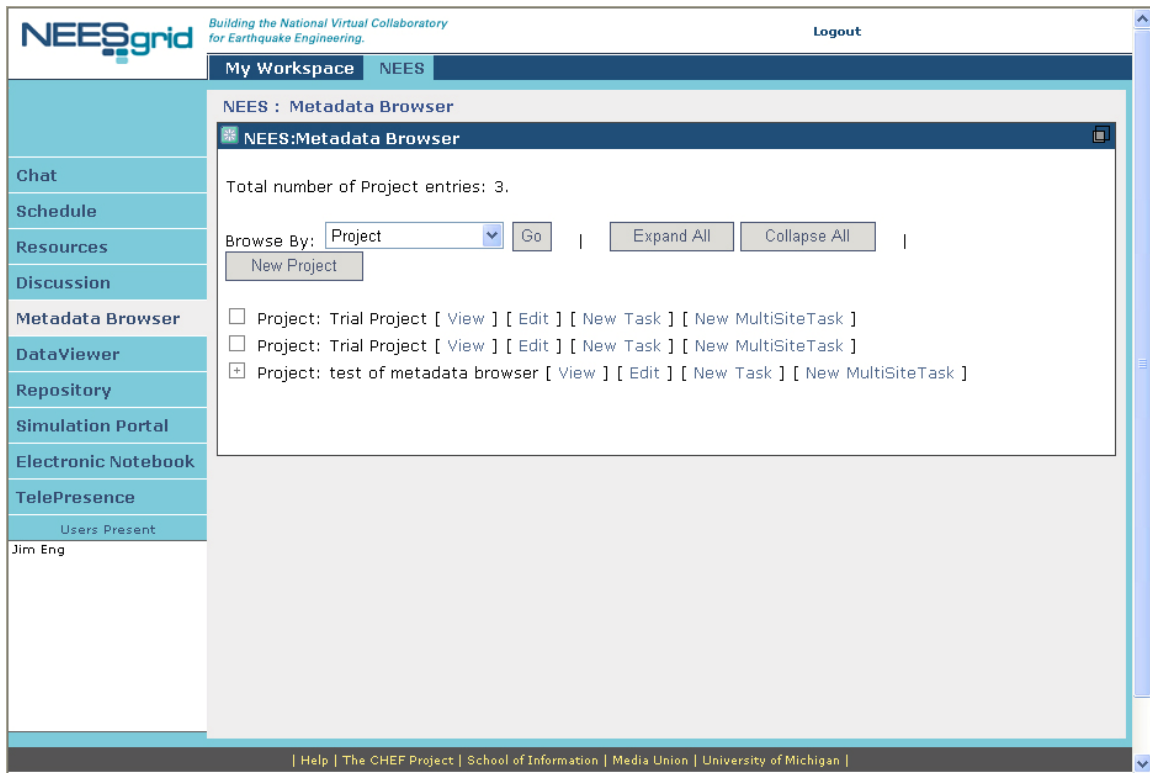 NEESgrid
Building the National Virtual Collaboratory
for Earthquake Engineering.
Logout
My Workspace NEES
NEES : Metadata Browser
NEES:Metadata Browser
Chat
Schedule
Resources
Discussion
Metadata Browser
DataViewer
Repository
Simulation Portal
Electronic Notebook
TelePresence
Users Present
Jim Eng
Total number of Project entries: 3.
Browse By: Project Go | Expand All Collapse All |
New Project
Project: Trial Project [ View ] [ Edit ] [ New Task ] [ New MultiSiteTask ]
Project: Trial Project [ View ] [ Edit ] [ New Task ] [ New MultiSiteTask ]
Project: test of metadata browser [ View ] [ Edit ] [ New Task ] [ New MultiSiteTask ]
| Help | The CHEF Project | School of Information | Media Union | University of Michigan |